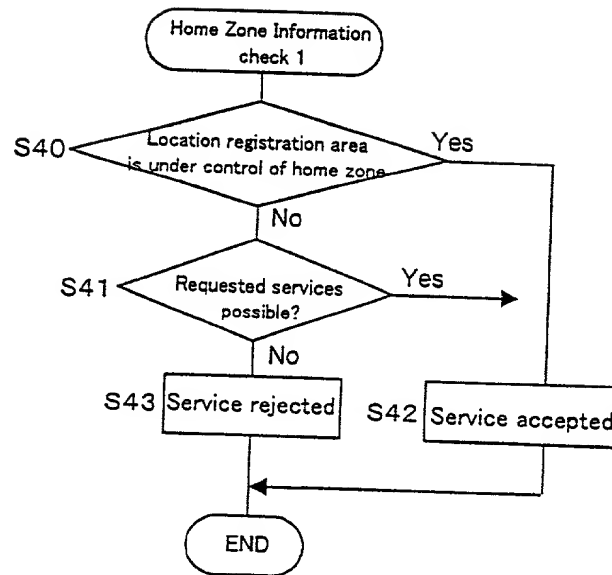 Home Zone Information
check 1
S40
Location registration area
is under control of home zone
Yes
No
S41
Requested services
possible?
Yes
No
S43
Service rejected
S42
Service accepted
END